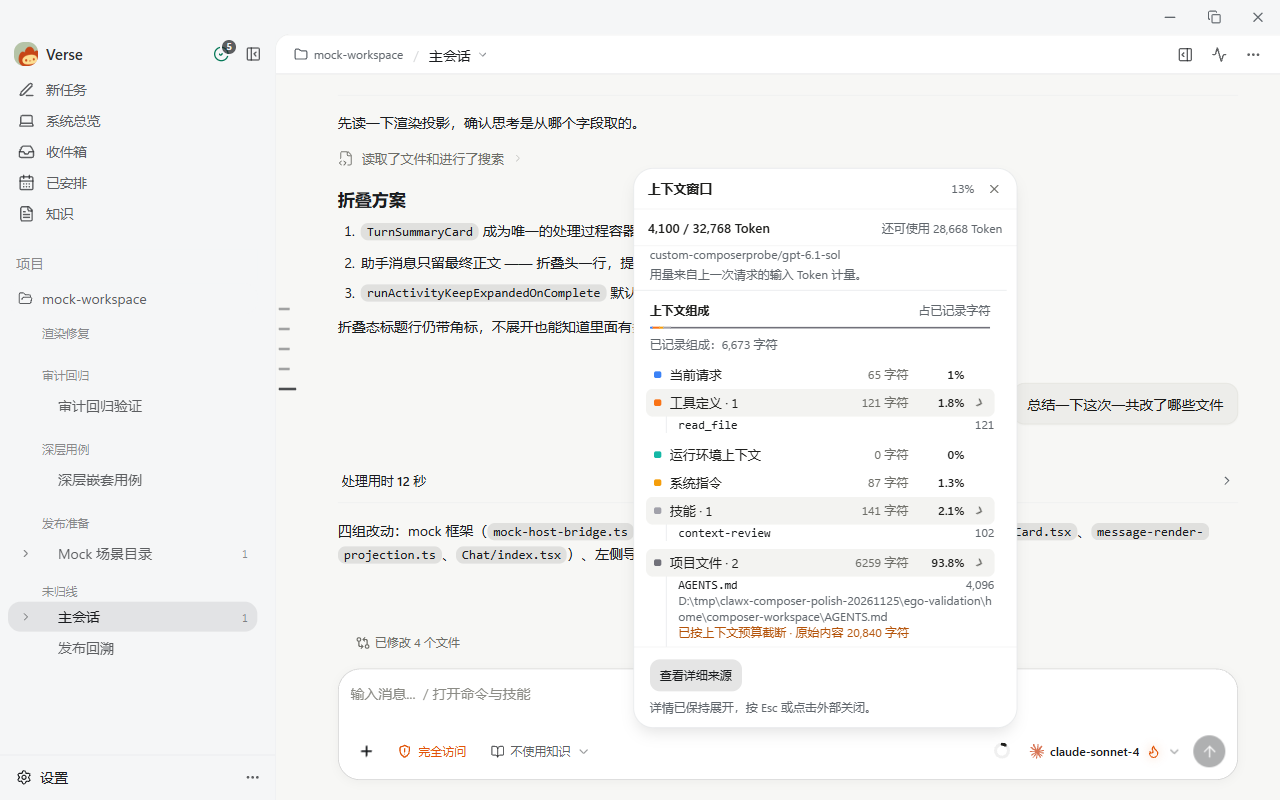 Verse
5
新任务
系统总览
收件箱
已安排
知识
项目
mock-workspace
渲染修复
审计回归
审计回归验证
深层用例
深层嵌套用例
发布准备
Mock 场景目录 1
未归线
主会话 1
发布回溯
设置
mock-workspace / 主会话
先读一下渲染投影，确认思考是从哪个字段取的。
读取了文件和进行了搜索
折叠方案
1. TurnSummaryCard 成为唯一的处理过程容器
2. 助手消息只留最终正文 —— 折叠头一行，提
3. runActivityKeepExpandedOnComplete 默认
折叠态标题行仍带角标，不展开也能知道里面有
总结一下这次一共改了哪些文件
处理用时 12 秒
四组改动：mock 框架（ mock-host-bridge.ts
Card.tsx 、 message-render-
projection.ts 、 Chat/index.tsx ）、左侧导
已修改 4 个文件
上下文窗口 13%
4,100 / 32,768 Token 还可使用 28,668 Token
custom-composerprobe/gpt-6.1-sol
用量来自上一次请求的输入 Token 计量。
上下文组成 占已记录字符
已记录组成：6,673 字符
当前请求 65 字符 1%
工具定义 · 1 121 字符 1.8%
read_file 121
运行环境上下文 0 字符 0%
系统指令 87 字符 1.3%
技能 · 1 141 字符 2.1%
context-review 102
项目文件 · 2 6259 字符 93.8%
AGENTS.md 4,096
D:\tmp\clawx-composer-polish-20261125\ego-validation\h
ome\composer-workspace\AGENTS.md
已按上下文预算截断 · 原始内容 20,840 字符
查看详细来源
详情已保持展开，按 Esc 或点击外部关闭。
输入消息... / 打开命令与技能
完全访问
不使用知识
claude-sonnet-4